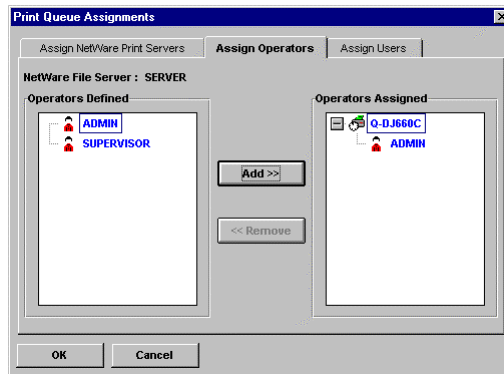 Print Queue Assignments
Assign NetWare Print Servers
Assign Operators
Assign Users
NetWare File Server : SERVER
Operators Defined
Operators Assigned
ADMIN
SUPERVISOR
Q-DJ660C
ADMIN
Add >>
<< Remove
OK
Cancel